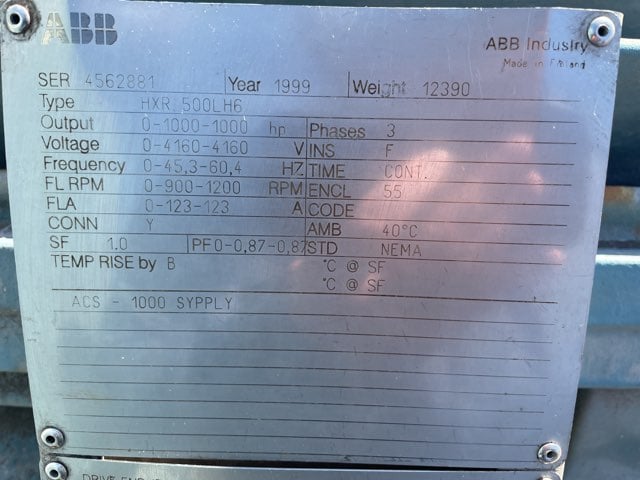 ABB
ABB Industry
Made in Finland
SER 4562881 Year 1999 Weight 12390
Type HXR 500LH6
Output 0-1000-1000 hp Phases 3
Voltage 0-4160-4160 V INS F
Frequency 0-45,3-60,4 HZ TIME CONT.
FL RPM 0-900-1200 RPM ENCL 55
FLA 0-123-123 A CODE
CONN Y AMB 40°C
SF 1.0 PF 0-0,87-0,87 STD NEMA
TEMP RISE by B °C @ SF
°C @ SF
ACS - 1000 SYPPLY